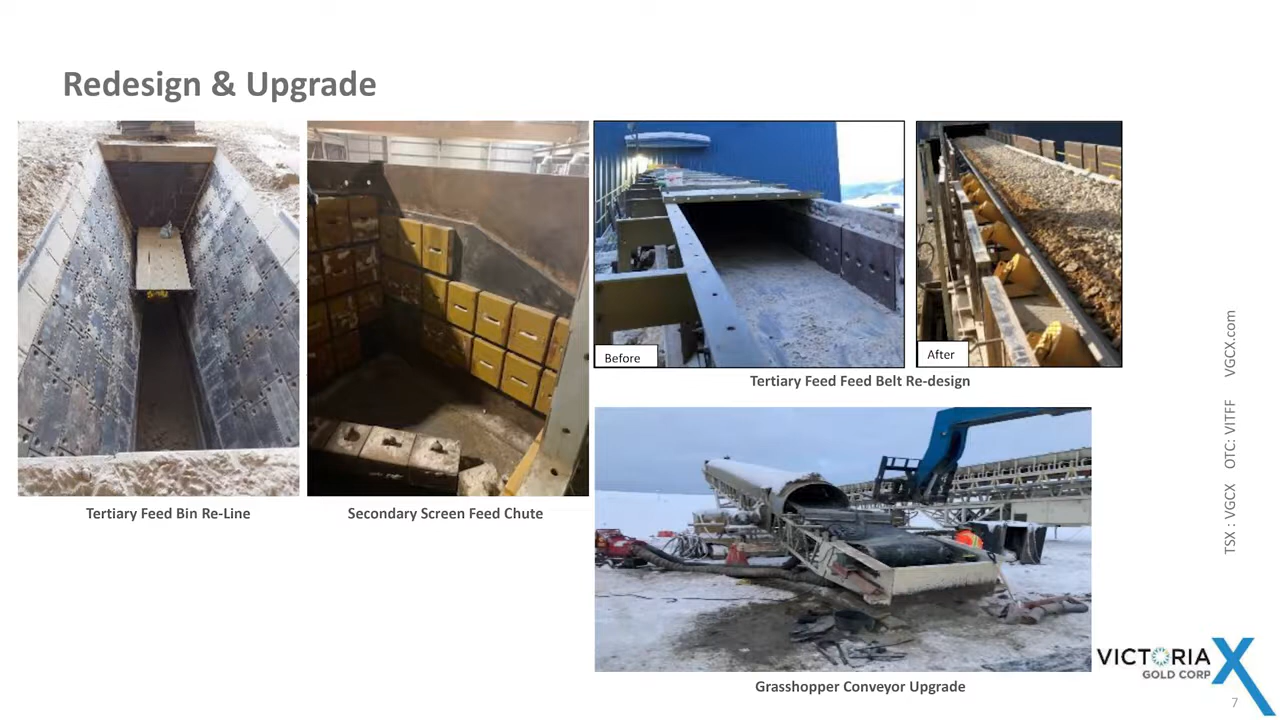 Redesign & Upgrade
Before
After
Tertiary Feed Feed Belt Re-design
Tertiary Feed Bin Re-Line
Secondary Screen Feed Chute
Grasshopper Conveyor Upgrade
TSX : VGCX OTC: VITFF VGCX.com
VICTORIA
GOLD CORP
7